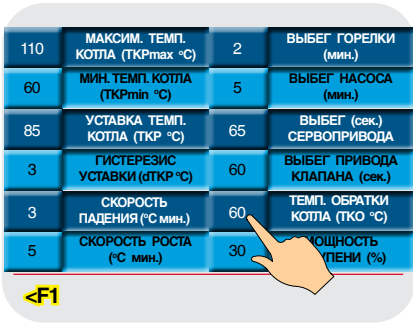 110 МАКСИМ. ТЕМП. КОТЛА (TKPmax °C) 2 ВЫБЕГ ГОРЕЛКИ (мин.)
60 МИН. ТЕМП. КОТЛА (TKPmin °C) 5 ВЫБЕГ НАСОСА (мин.)
85 УСТАВКА ТЕМП. КОТЛА (TKP °C) 65 ВЫБЕГ (сек.) СЕРВОПРИВОДА
3 ГИСТЕРЕЗИС УСТАВКИ (dTKP °C) 60 ВЫБЕГ ПРИВОДА КЛАПАНА (сек.)
3 СКОРОСТЬ ПАДЕНИЯ (°C мин.) 60 ТЕМП. ОБРАТКИ КОТЛА (TKO °C)
5 СКОРОСТЬ РОСТА (°C мин.) 30 (%)
<F1